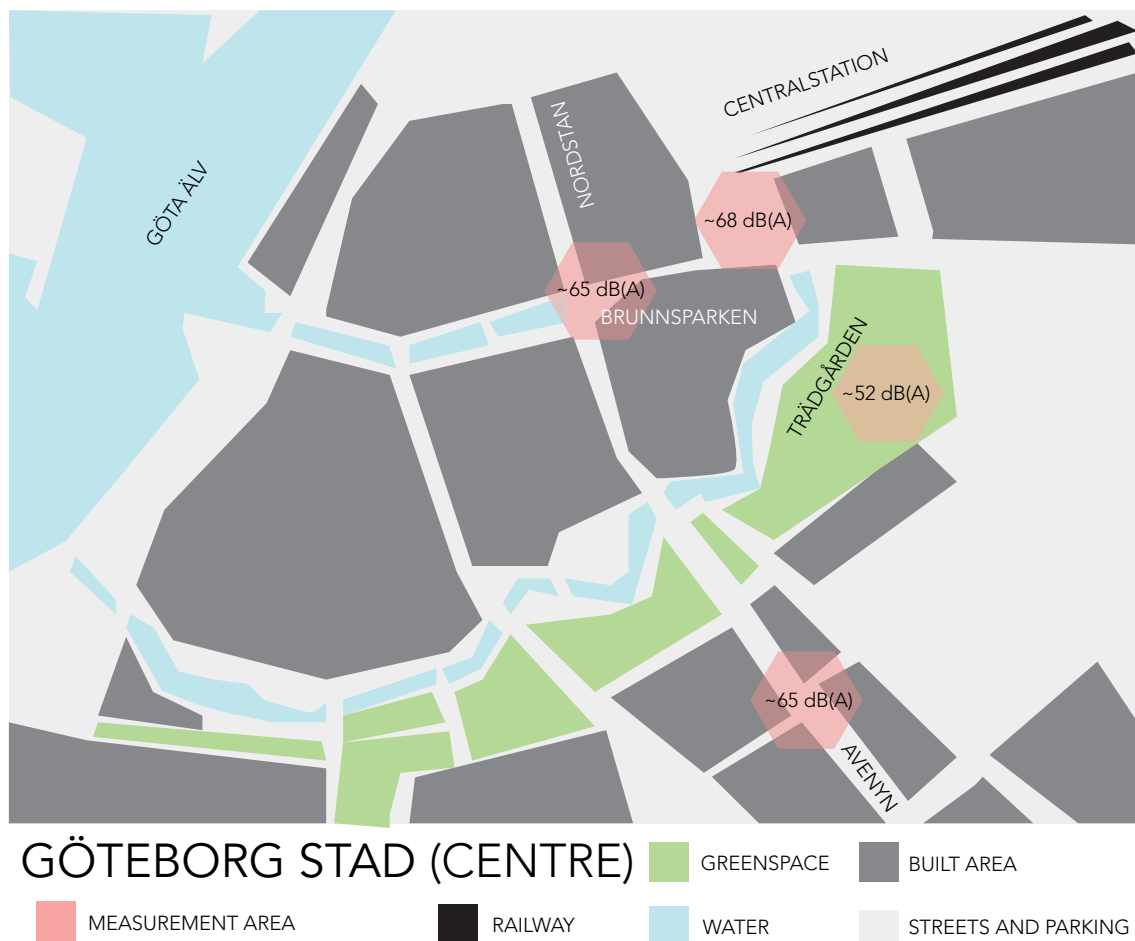 CENTRALSTATION
NORDSTAN
GÖTA ÄLV
~68 dB(A)
~65 dB(A)
BRUNNSPARKEN
TRÄDGÅRDEN
~52 dB(A)
~65 dB(A)
AVENYN
GÖTEBORG STAD (CENTRE)
GREENSPACE
BUILT AREA
MEASUREMENT AREA
RAILWAY
WATER
STREETS AND PARKING